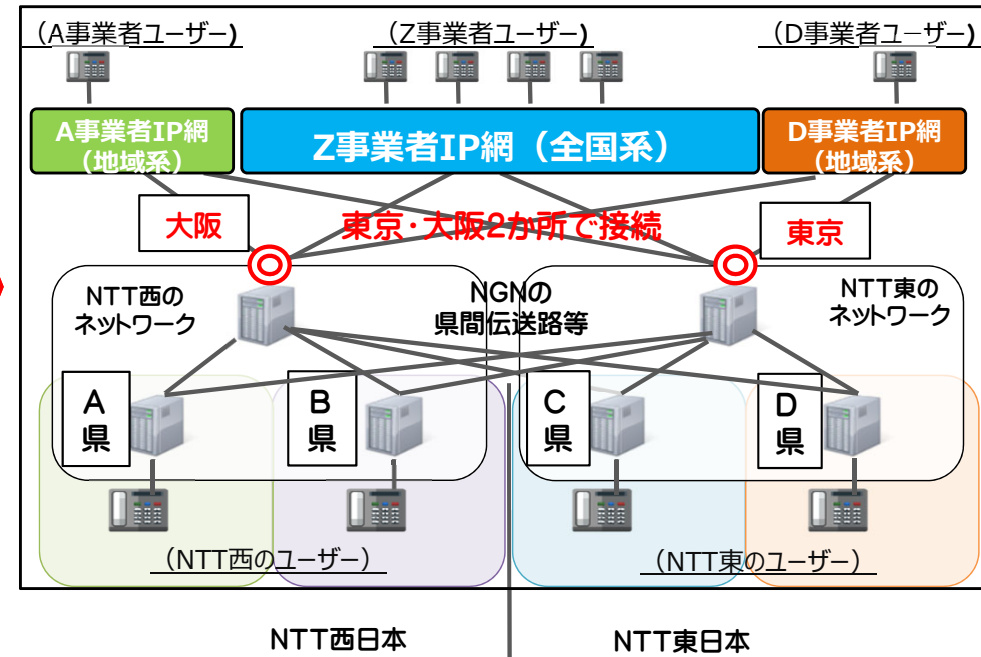 （A事業者ユーザー）
（Z事業者ユーザー）
（D事業者ユーザー）
A事業者IP網
（地域系）
Z事業者IP網（全国系）
D事業者IP網
（地域系）
大阪
東京・大阪2か所で接続
東京
NTT西の
ネットワーク
NGNの
県間伝送路等
NTT東の
ネットワーク
A
県
B
県
C
県
D
県
（NTT西のユーザー）
（NTT東のユーザー）
NTT西日本
NTT東日本